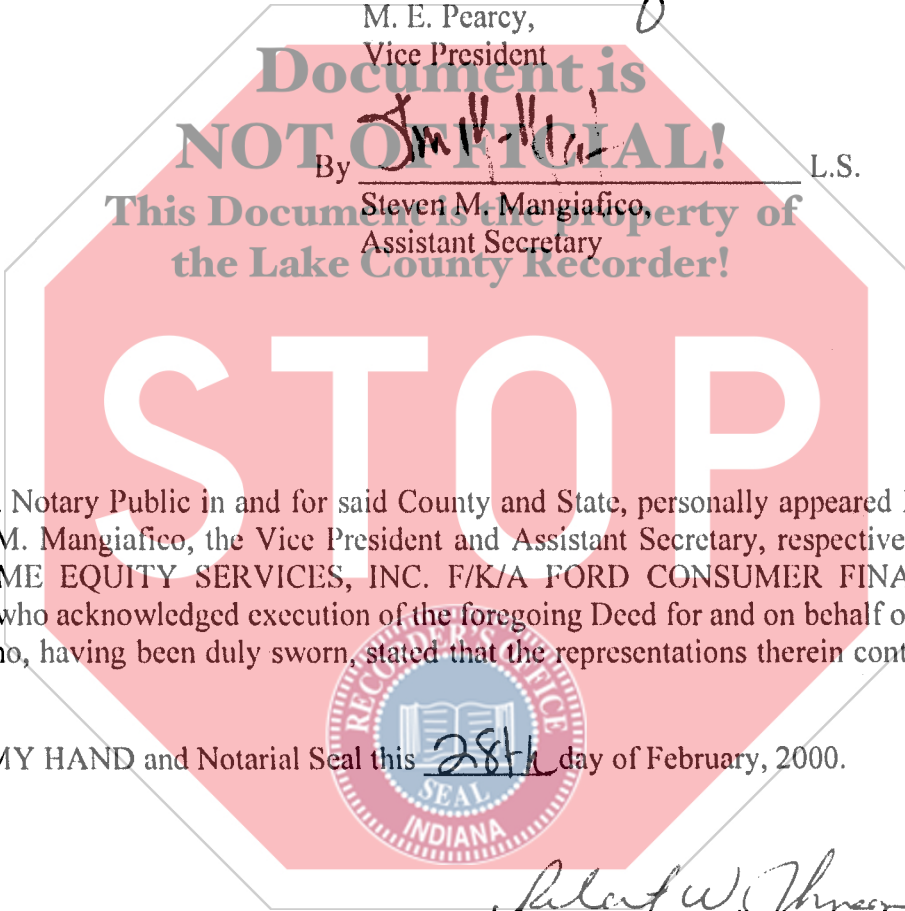 M. E. Pearcy,
Vice President
Document is
NOT OFFICIAL!
By L.S.
This Document is the property of
Steven M. Mangiafico,
Assistant Secretary
the Lake County Recorder!
STOP
Notary Public in and for said County and State, personally appeared
M. Mangiafico, the Vice President and Assistant Secretary, respective
ME EQUITY SERVICES, INC. F/K/A FORD CONSUMER FINA
who acknowledged execution of the foregoing Deed for and on behalf o
no, having been duly sworn, stated that the representations therein cont
RECORDER'S OFFICE
MY HAND and Notarial Seal this 28th day of February, 2000.
SEAL
INDIANA
Robert W.